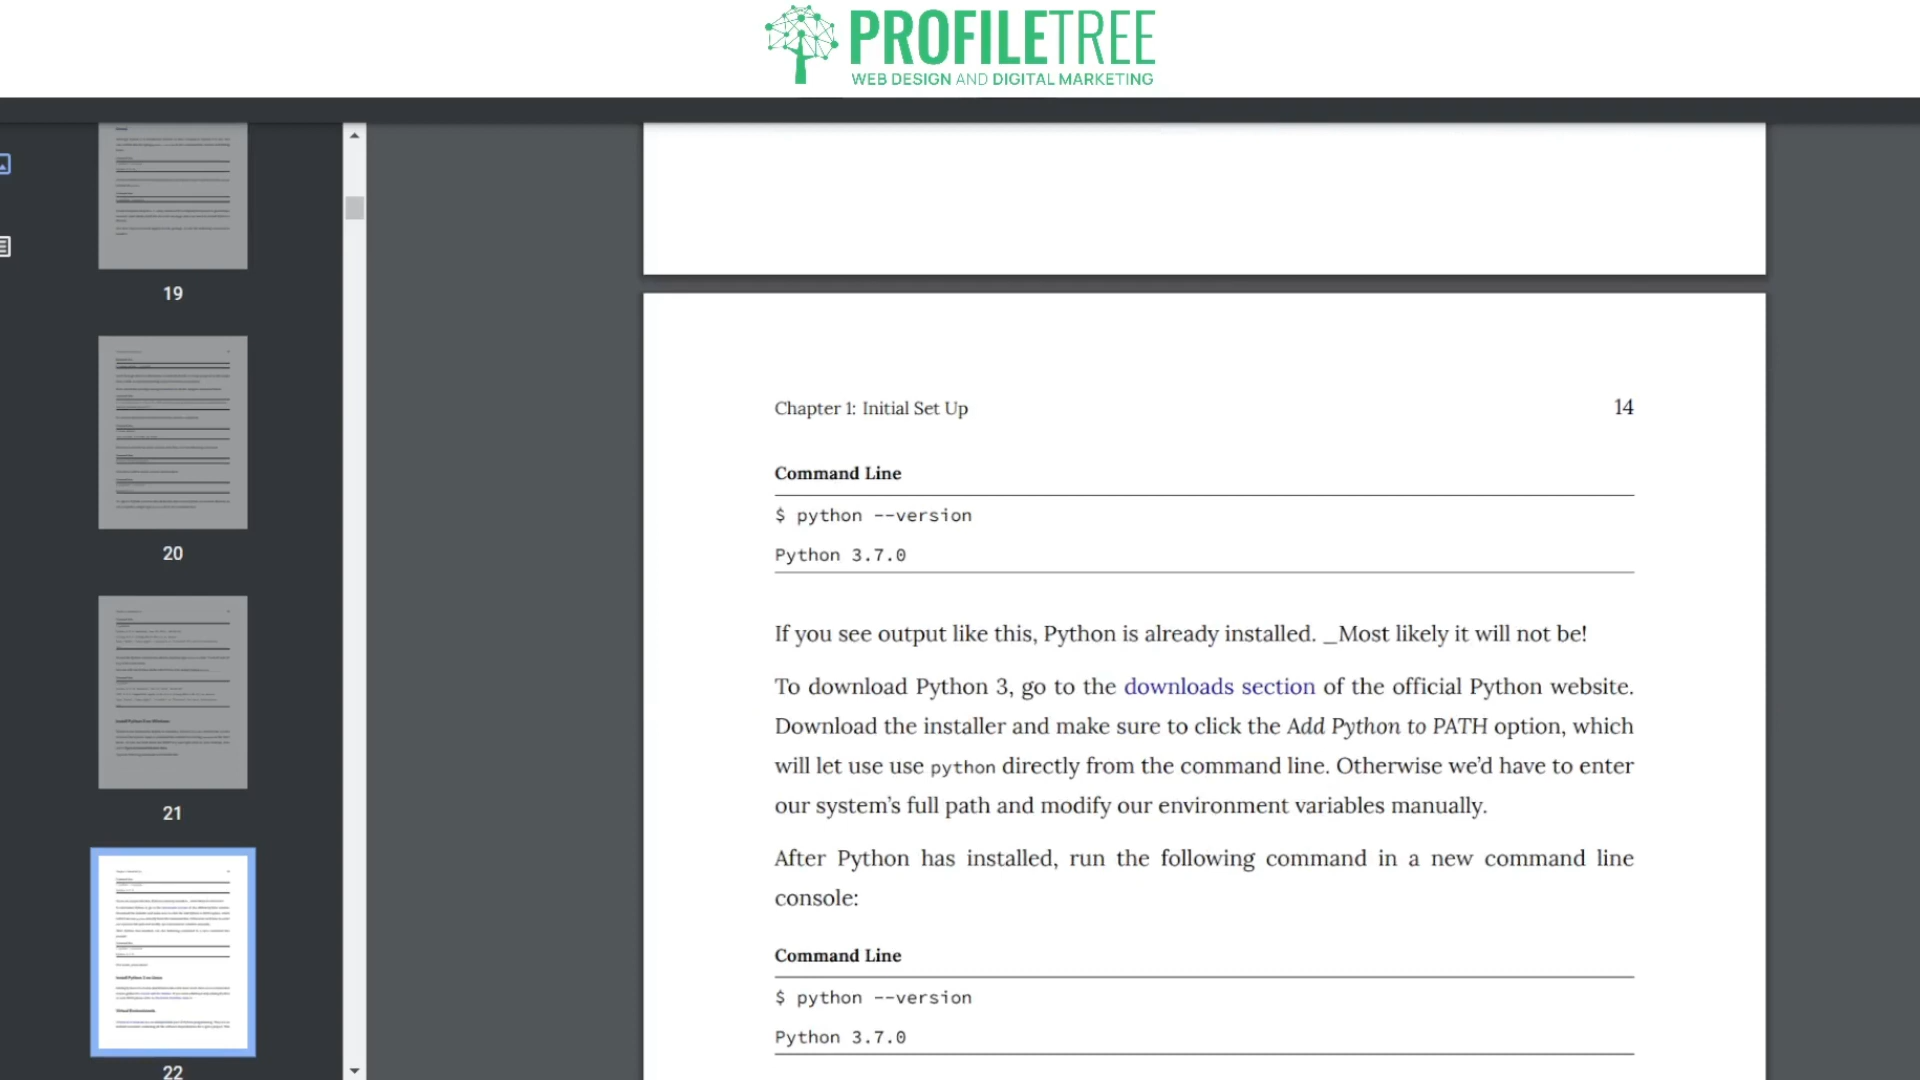 PROFILETREE
WEB DESIGN AND DIGITAL MARKETING
19
20
21
22
Chapter 1: Initial Set Up 14
Command Line
$ python --version
Python 3.7.0
If you see output like this, Python is already installed. _Most likely it will not be!
To download Python 3, go to the downloads section of the official Python website.
Download the installer and make sure to click the Add Python to PATH option, which
will let use use python directly from the command line. Otherwise we'd have to enter
our system's full path and modify our environment variables manually.
After Python has installed, run the following command in a new command line
console:
Command Line
$ python --version
Python 3.7.0